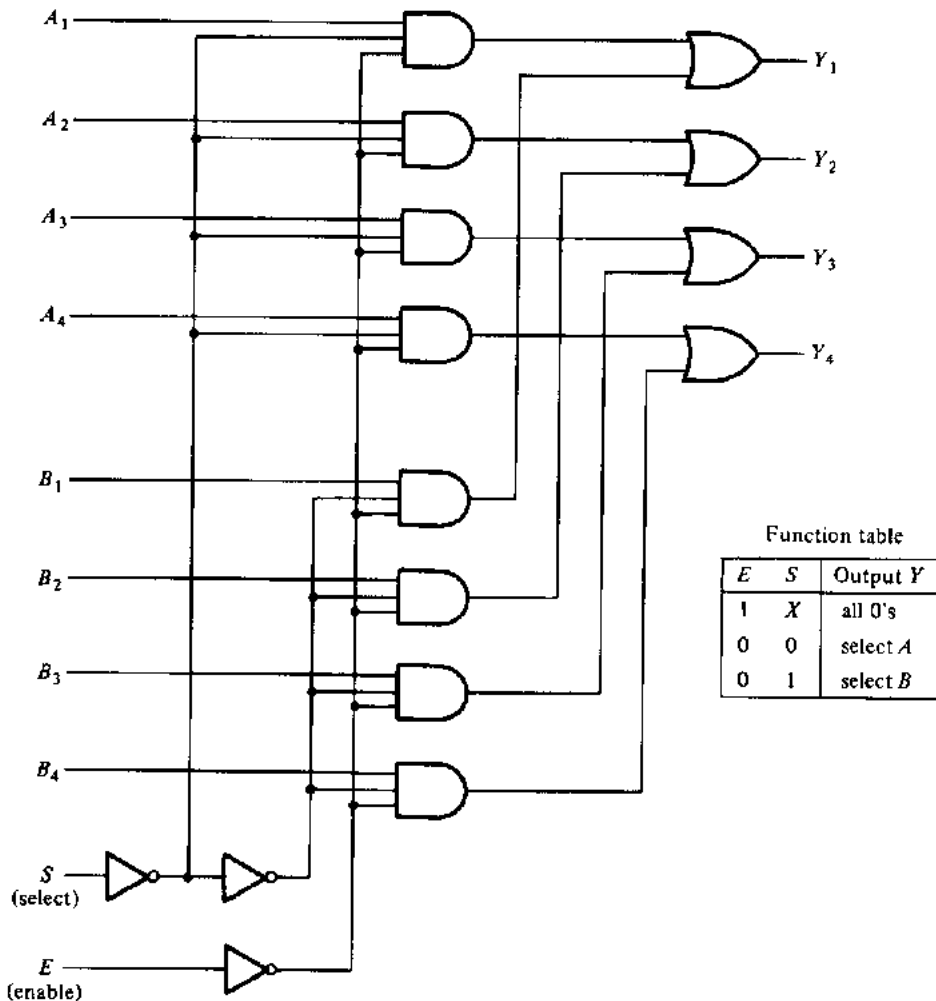 A1
Y1
A2
Y2
A3
Y3
A4
Y4
B1
B2
B3
B4
S
(select)
E
(enable)
Function table
E S Output Y
1 X all 0's
0 0 select A
0 1 select B